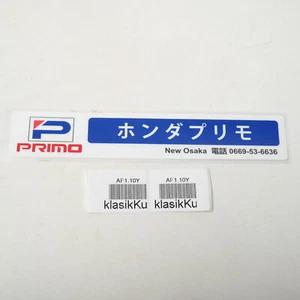 PRIMO
ホンダプリモ
New Osaka 電話 0669-53-6636
AF1.10Y
klasikKu
AF1.10Y
klasikKu